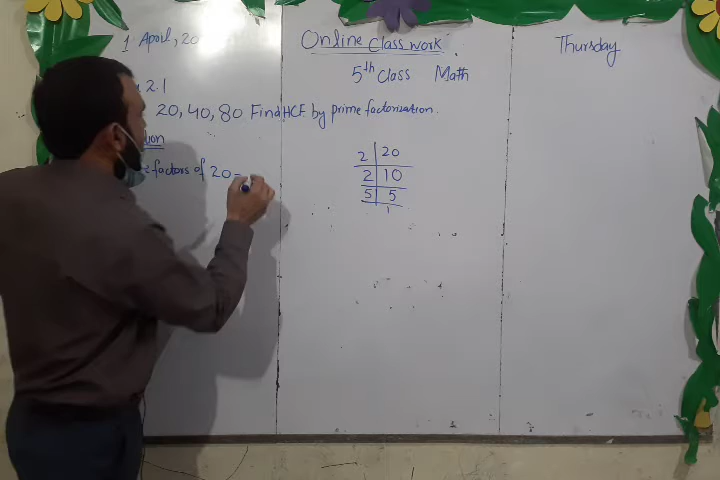 1 April, 20
Online Class work.
Thursday
5th Class Math
2.1
20, 40, 80 Find HCF by prime factorization.
factors of 20 =
2 | 20
2 | 10
5 | 5
1